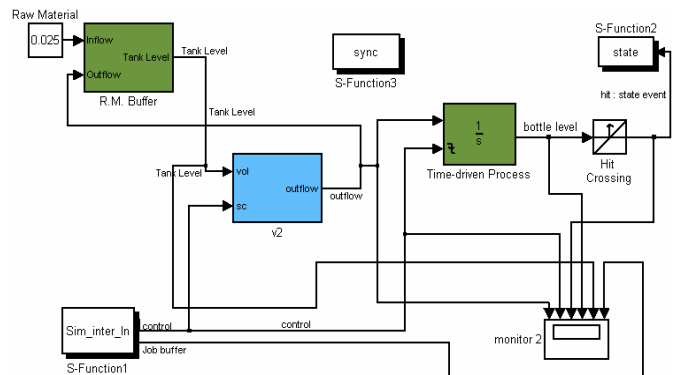 Raw Material
0.025
Inflow
Tank Level
Outflow
R.M. Buffer
Tank Level
sync
S-Function3
S-Function2
state
hit : state event
Tank Level
1
s
bottle level
Time-driven Process
Hit
Crossing
Tank Level
vol
outflow
sc
outflow
v2
Sim_inter_In
control
control
Job buffer
S-Function1
monitor 2